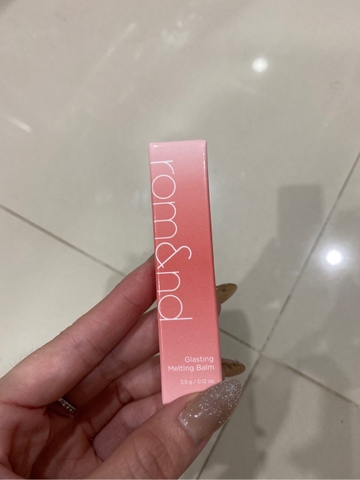 rom&nd
Glasting
Melting Balm
3.5 g / 0.12 oz